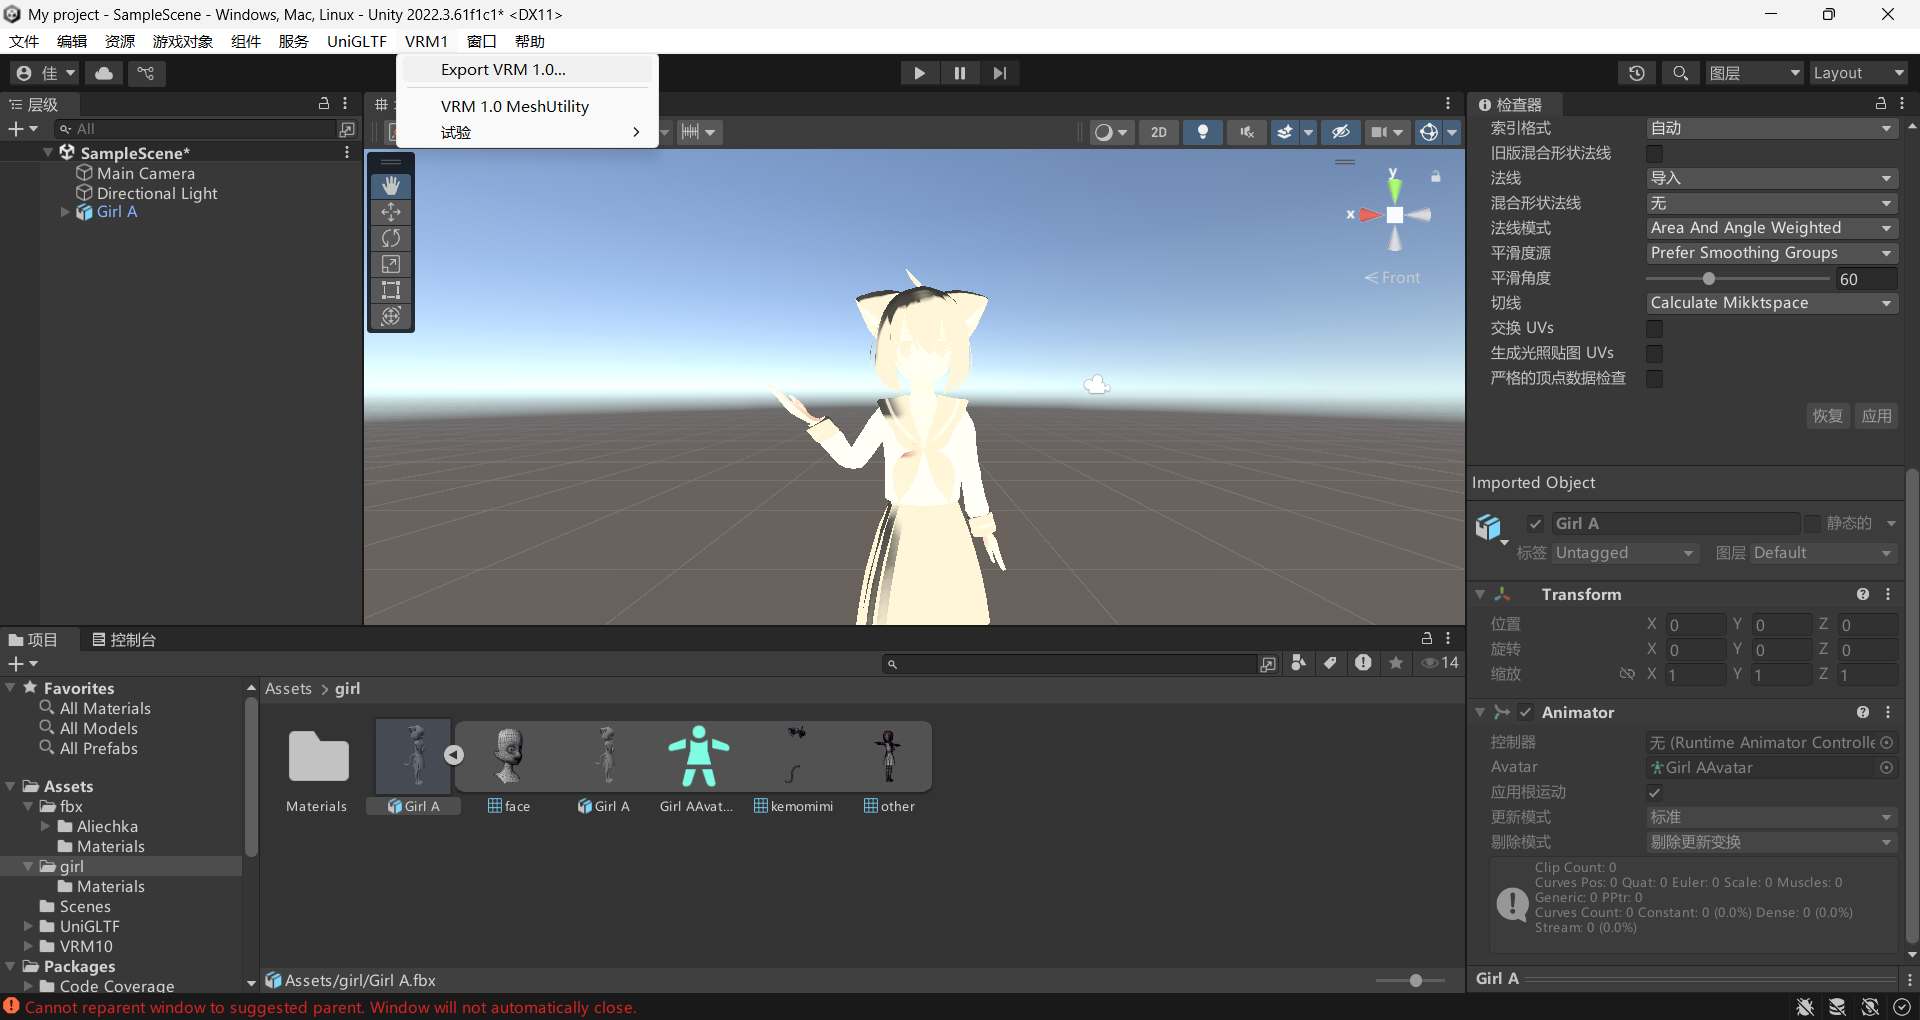 My project - SampleScene - Windows, Mac, Linux - Unity 2022.3.61f1c1* <DX11>
文件 编辑 资源 游戏对象 组件 服务 UniGLTF VRM1 窗口 帮助
Export VRM 1.0...
VRM 1.0 MeshUtility
试验
佳
图层
Layout
层级
All
SampleScene*
Main Camera
Directional Light
Girl A
2D
y
x
Front
检查器
索引格式 自动
旧版混合形状法线
法线 导入
混合形状法线 无
法线模式 Area And Angle Weighted
平滑度源 Prefer Smoothing Groups
平滑角度 60
切线 Calculate Mikktspace
交换 UVs
生成光照贴图 UVs
严格的顶点数据检查
恢复 应用
Imported Object
Girl A 静态的
标签 Untagged 图层 Default
Transform
位置 X 0 Y 0 Z 0
旋转 X 0 Y 0 Z 0
缩放 X 1 Y 1 Z 1
Animator
控制器 无 (Runtime Animator Controlle
Avatar Girl AAvatar
应用根运动
更新模式 标准
剔除模式 剔除更新变换
Clip Count: 0
Curves Pos: 0 Quat: 0 Euler: 0 Scale: 0 Muscles: 0
Generic: 0 PPtr: 0
Curves Count: 0 Constant: 0 (0.0%) Dense: 0 (0.0%)
Stream: 0 (0.0%)
Girl A
项目 控制台
14
Favorites
All Materials
All Models
All Prefabs
Assets
fbx
Aliechka
Materials
girl
Materials
Scenes
UniGLTF
VRM10
Packages
Code Coverage
Assets > girl
Materials Girl A face Girl A Girl AAvat... kemomimi other
Assets/girl/Girl A.fbx
Cannot reparent window to suggested parent. Window will not automatically close.